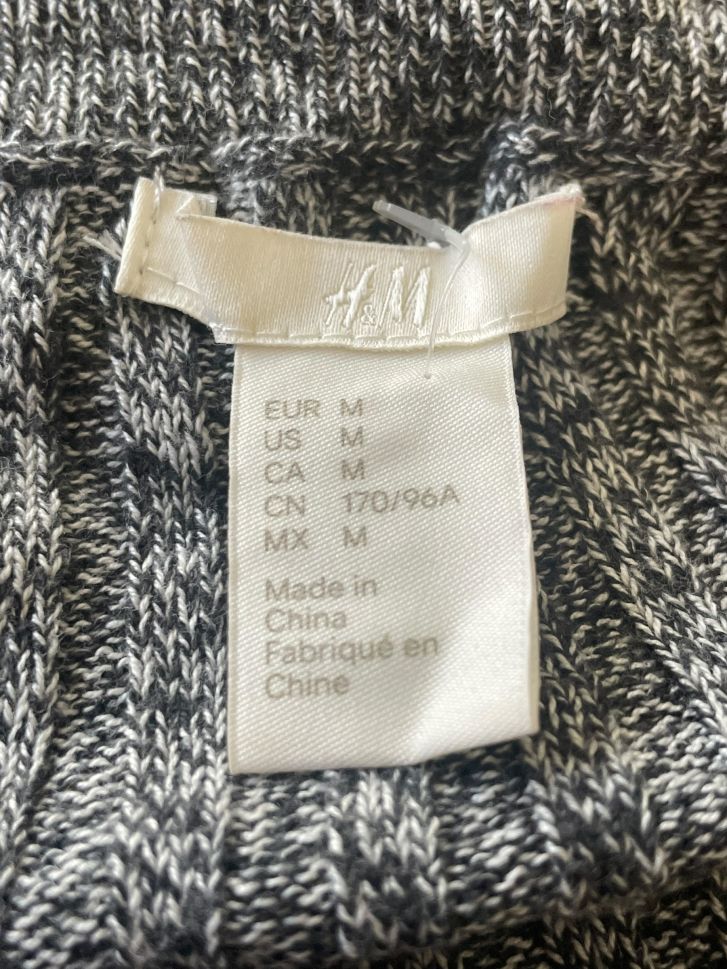 H&M
EUR M
US M
CA M
CN 170/96A
MX M
Made in
China
Fabriqué en
Chine